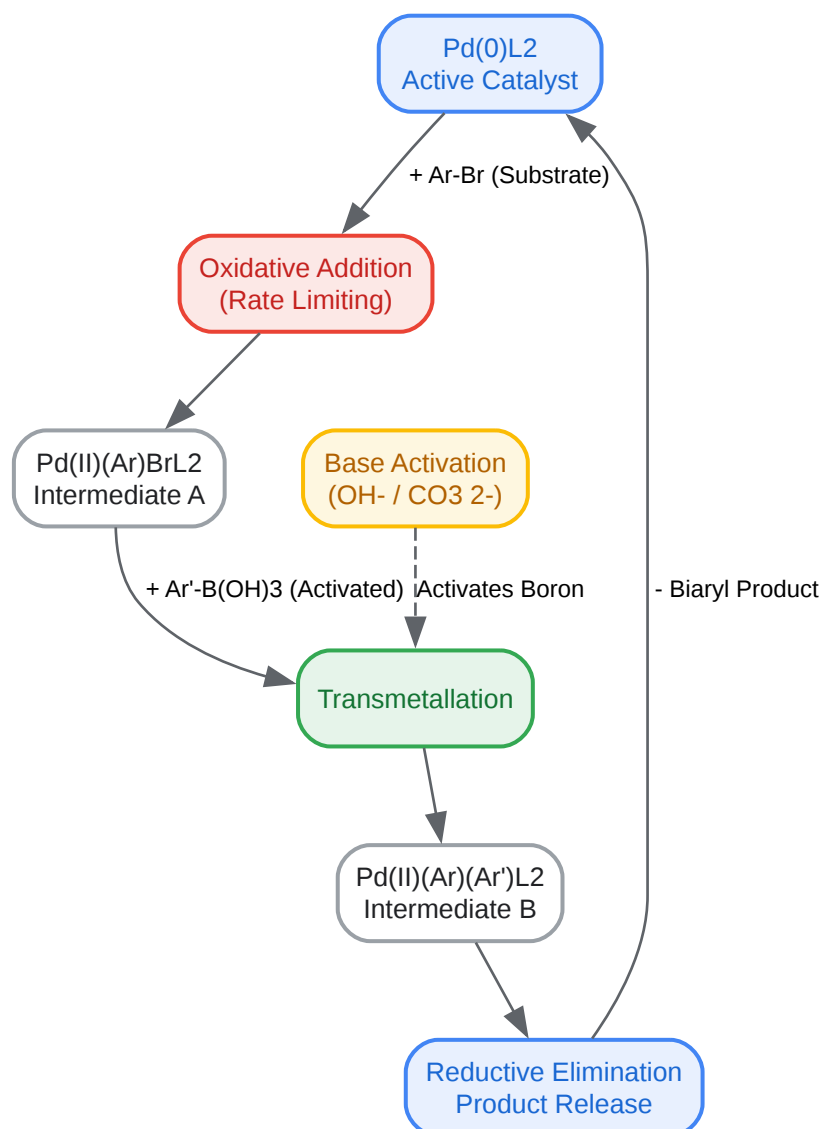 Pd(0)L2
Active Catalyst
+ Ar-Br (Substrate)
Oxidative Addition
(Rate Limiting)
Pd(II)(Ar)BrL2
Intermediate A
Base Activation
(OH- / CO3 2-)
+ Ar'-B(OH)3 (Activated)
Activates Boron
- Biaryl Product
Transmetallation
Pd(II)(Ar)(Ar')L2
Intermediate B
Reductive Elimination
Product Release